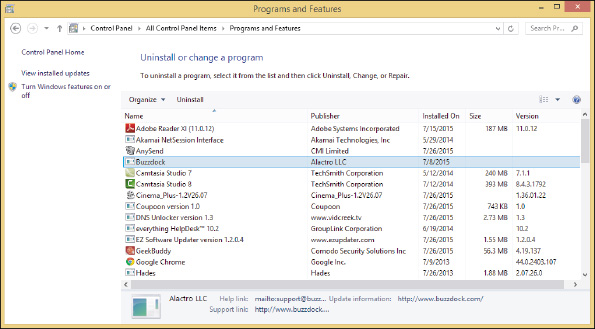 Programs and Features
Control Panel ▸ All Control Panel Items ▸ Programs and Features
Search Pr...
Control Panel Home
View installed updates
Turn Windows features on or off
Uninstall or change a program
To uninstall a program, select it from the list and then click Uninstall, Change, or Repair.
Organize Uninstall
Name Publisher Installed On Size Version
Adobe Reader XI (11.0.12) Adobe Systems Incorporated 7/15/2015 187 MB 11.0.12
Akamai NetSession Interface Akamai Technologies, Inc 5/29/2014
AnySend CMI Limited 7/26/2015
Buzzdock Alactro LLC 7/8/2015
Camtasia Studio 7 TechSmith Corporation 5/12/2014 240 MB 7.1.1
Camtasia Studio 8 TechSmith Corporation 7/12/2014 393 MB 8.4.3.1792
Cinema_Plus-1.2V26.07 Cinema_Plus-1.2V26.07 7/26/2015 1.36.01.22
Coupoon version 1.0 Coupoon 7/26/2015 743 KB 1.0
DNS Unlocker version 1.3 www.vidcreek.tv 7/26/2015 2.73 MB 1.3
everything HelpDesk™ 10.2 GroupLink Corporation 6/19/2014 10.2
EZ Software Updater version 1.2.0.4 www.ezupdater.com 7/26/2015 1.55 MB 1.2.0.4
GeekBuddy Comodo Security Solutions Inc 7/26/2015 56.3 MB 4.19.137
Google Chrome Google Inc. 7/9/2013 44.0.2403.107
Hades Hades 7/26/2013 1.88 MB 2.07.26.0
Alactro LLC Help link: mailto:support@buzz... Update information: http://www.buzzdock.com/
Support link: http://www.buzzdock....